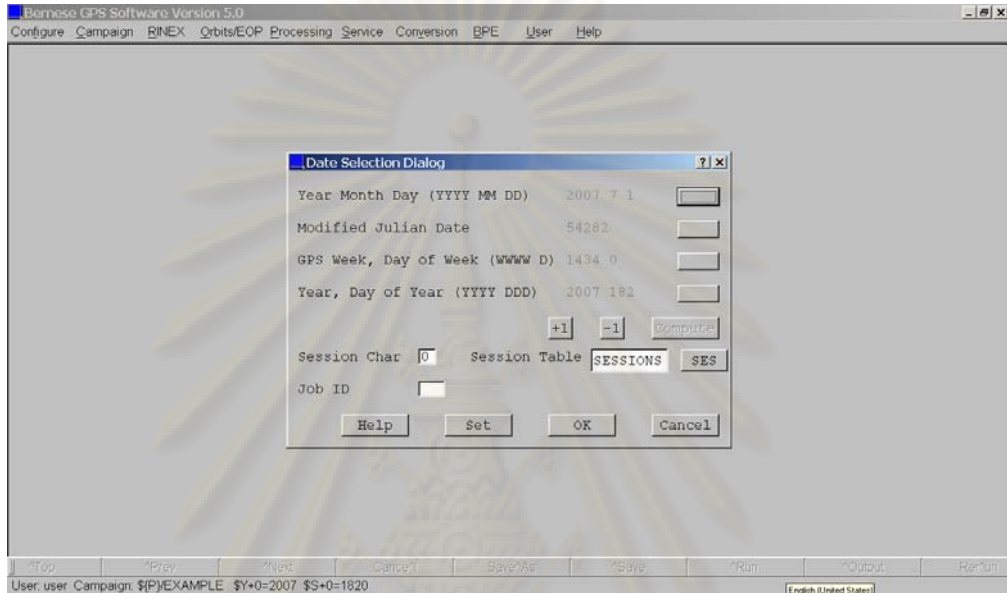 Bernese GPS Software Version 5.0
Configure Campaign RINEX Orbits/EOP Processing Service Conversion BPE User Help
Date Selection Dialog
Year Month Day (YYYY MM DD) 2007 7 1
Modified Julian Date 54282
GPS Week, Day of Week (WWWW D) 1434 0
Year, Day of Year (YYYY DDD) 2007 182
+1 -1 Compute
Session Char 0 Session Table SESSIONS SES
Job ID
Help Set OK Cancel
^Top ^Prev ^Next Cance^l Save^As ^Save ^Run ^Output Rer^un
User: user Campaign: ${P}/EXAMPLE $Y+0=2007 $S+0=1820
English (United States)